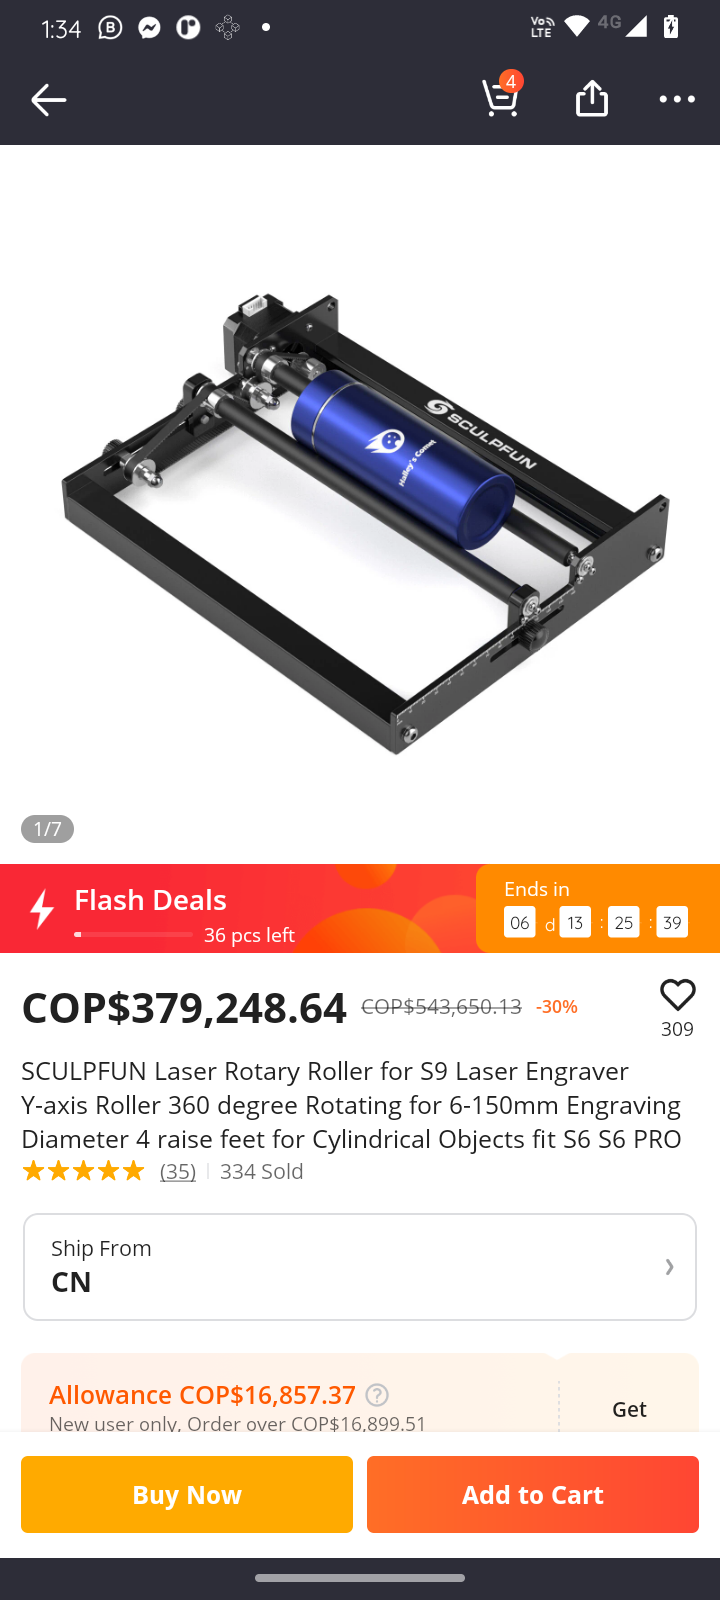 1:34
Vo
LTE
4G
4
SCULPFUN
Halley's Comet
1/7
Flash Deals
36 pcs left
Ends in
06 d 13 : 25 : 39
COP$379,248.64 COP$543,650.13 -30%
309
SCULPFUN Laser Rotary Roller for S9 Laser Engraver
Y-axis Roller 360 degree Rotating for 6-150mm Engraving
Diameter 4 raise feet for Cylindrical Objects fit S6 S6 PRO
(35) 334 Sold
Ship From
CN
Allowance COP$16,857.37 ?
New user only, Order over COP$16,899.51
Get
Buy Now
Add to Cart